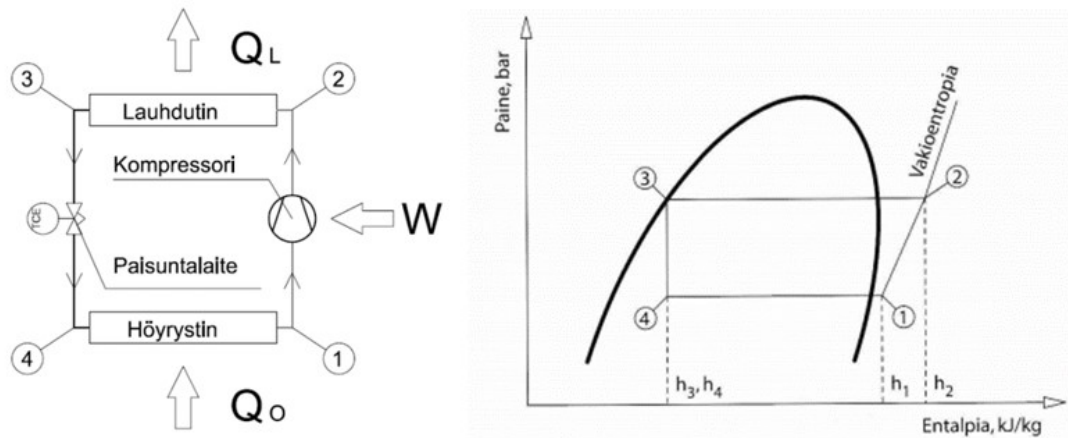 Q L
3
2
Lauhdutin
Kompressori
TCE
W
Paisuntalaite
Höyrystin
4
1
Q O
Paine, bar
Vakioentropia
3
2
4
1
h3, h4
h1
h2
Entalpia, kJ/kg